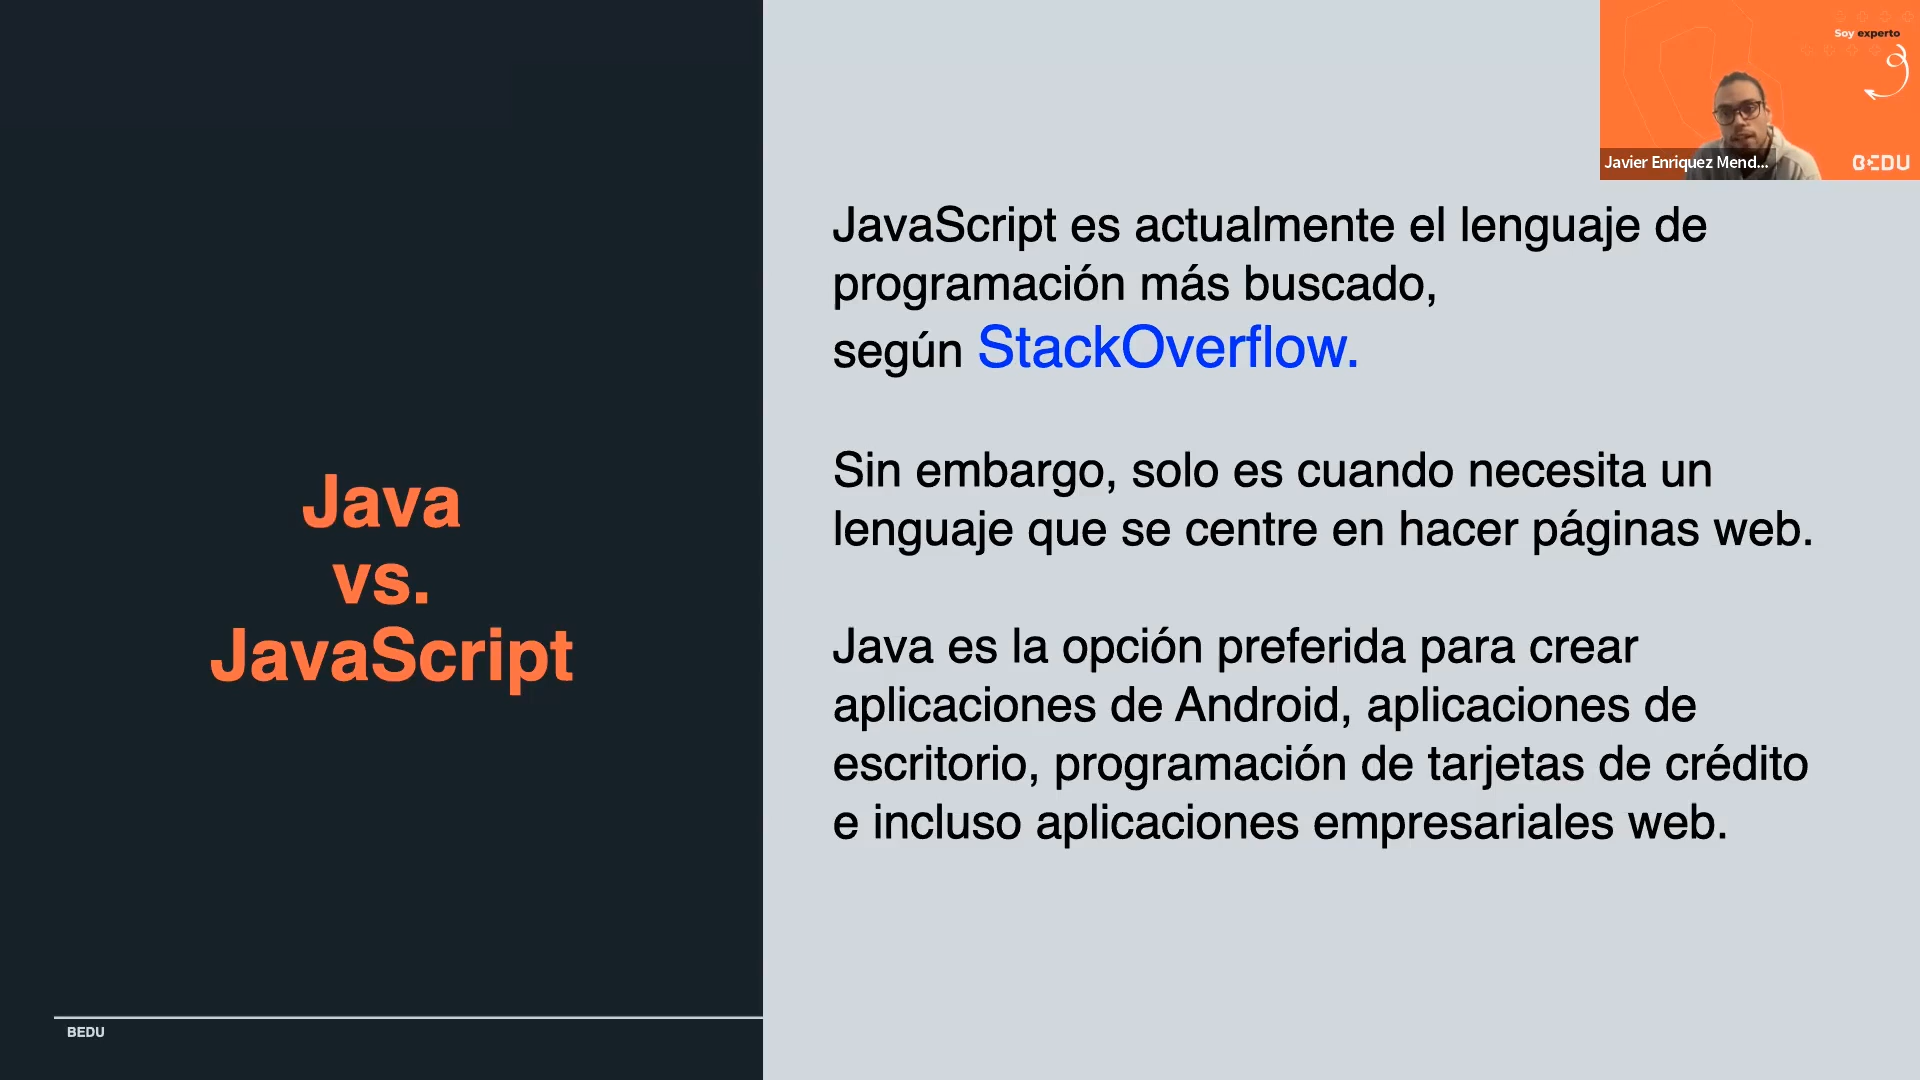 Java
vs.
JavaScript
BEDU
JavaScript es actualmente el lenguaje de
programación más buscado,
según StackOverflow.
Sin embargo, solo es cuando necesita un
lenguaje que se centre en hacer páginas web.
Java es la opción preferida para crear
aplicaciones de Android, aplicaciones de
escritorio, programación de tarjetas de crédito
e incluso aplicaciones empresariales web.
Soy experto
Javier Enriquez Mend...
BEDU